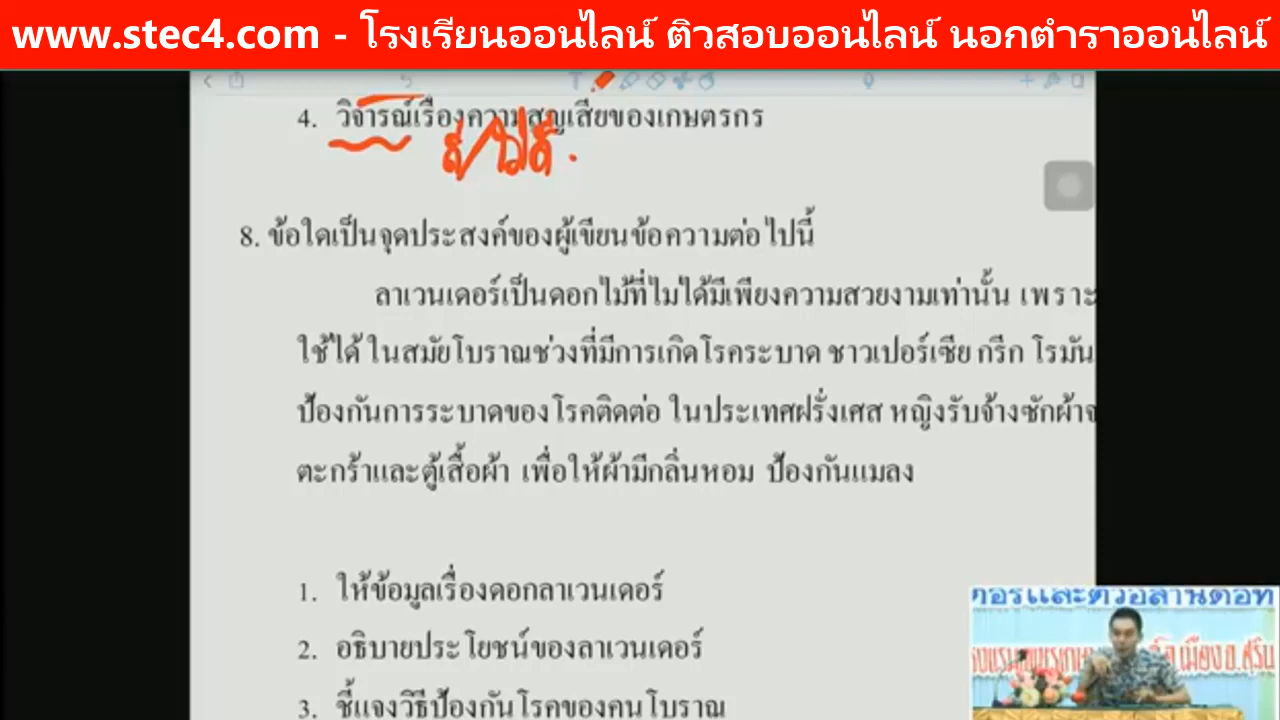 www.stec4.com - โรงเรียนออนไลน์ ติวสอบออนไลน์ นอกตำราออนไลน์
4. วิจารณ์เรื่องความสูญเสียของเกษตรกร
ดี/ไม่ดี
8. ข้อใดเป็นจุดประสงค์ของผู้เขียนข้อความต่อไปนี้
ลาเวนเดอร์เป็นดอกไม้ที่ไม่ได้มีเพียงความสวยงามเท่านั้น เพราะ
ใช้ได้ ในสมัยโบราณช่วงที่มีการเกิดโรคระบาด ชาวเปอร์เซีย กรีก โรมัน
ป้องกันการระบาดของโรคติดต่อ ในประเทศฝรั่งเศส หญิงรับจ้างซักผ้า
ตะกร้าและตู้เสื้อผ้า เพื่อให้ผ้ามีกลิ่นหอม ป้องกันแมลง
1. ให้ข้อมูลเรื่องดอกลาเวนเดอร์
2. อธิบายประโยชน์ของลาเวนเดอร์
3. ชี้แจงวิธีป้องกันโรคของคนโบราณ